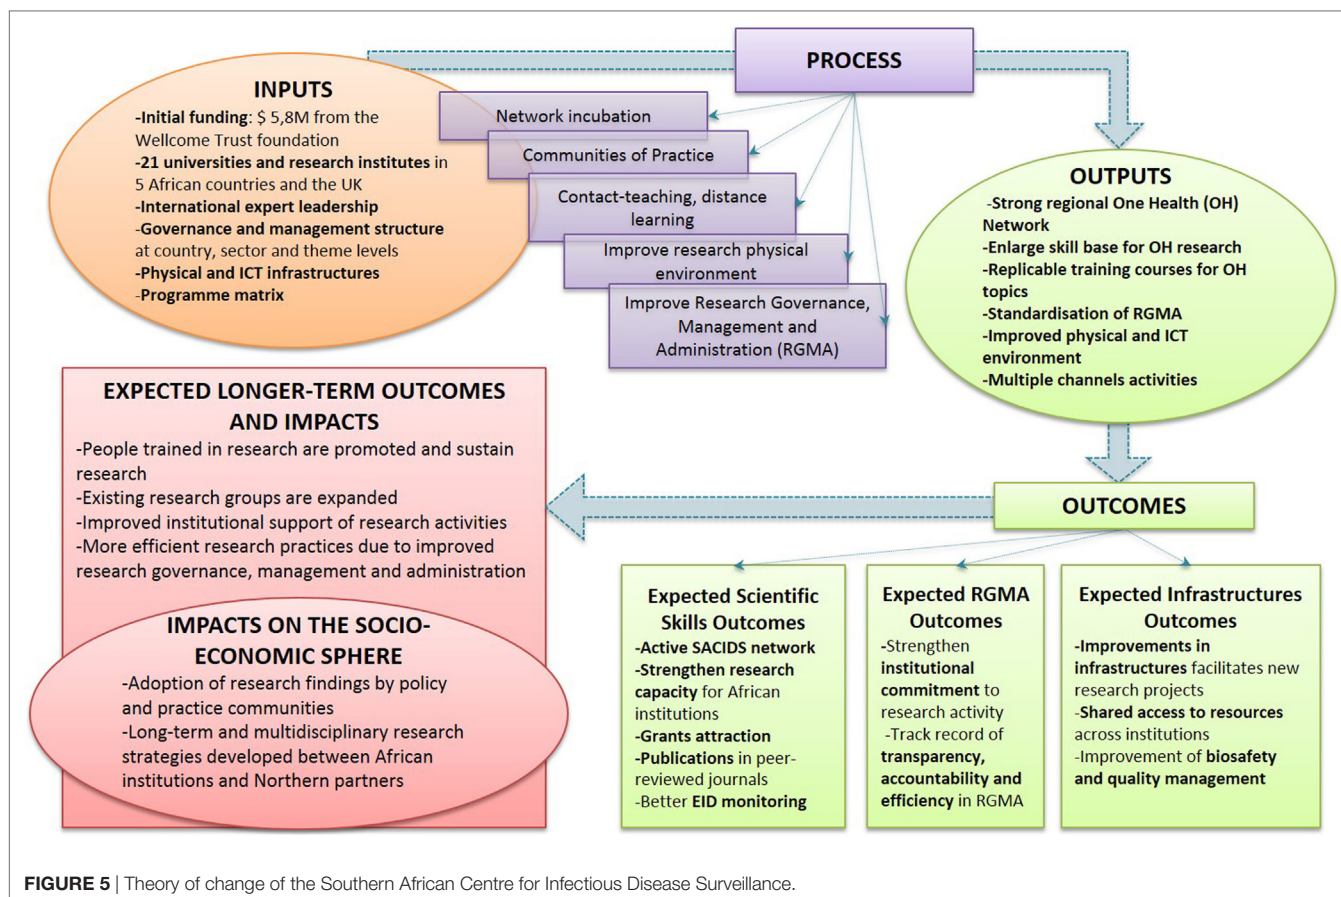 PROCESS
INPUTS
-Initial funding: $ 5,8M from the
Wellcome Trust foundation
-21 universities and research institutes in
5 African countries and the UK
-International expert leadership
-Governance and management structure
at country, sector and theme levels
-Physical and ICT infrastructures
-Programme matrix
Network incubation
Communities of Practice
Contact-teaching, distance
learning
Improve research physical
environment
Improve Research Governance,
Management and
Administration (RGMA)
OUTPUTS
-Strong regional One Health (OH)
Network
-Enlarge skill base for OH research
-Replicable training courses for OH
topics
-Standardisation of RGMA
-Improved physical and ICT
environment
-Multiple channels activities
OUTCOMES
Expected Scientific
Skills Outcomes
-Active SACIDS network
-Strengthen research
capacity for African
institutions
-Grants attraction
-Publications in peer-
reviewed journals
-Better EID monitoring
Expected RGMA
Outcomes
-Strengthen
institutional
commitment to
research activity
-Track record of
transparency,
accountability and
efficiency in RGMA
Expected Infrastructures
Outcomes
-Improvements in
infrastructures facilitates new
research projects
-Shared access to resources
across institutions
-Improvement of biosafety
and quality management
EXPECTED LONGER-TERM OUTCOMES
AND IMPACTS
-People trained in research are promoted and sustain
research
-Existing research groups are expanded
-Improved institutional support of research activities
-More efficient research practices due to improved
research governance, management and administration
IMPACTS ON THE SOCIO-
ECONOMIC SPHERE
-Adoption of research findings by policy
and practice communities
-Long-term and multidisciplinary research
strategies developed between African
institutions and Northern partners
FIGURE 5 | Theory of change of the Southern African Centre for Infectious Disease Surveillance.